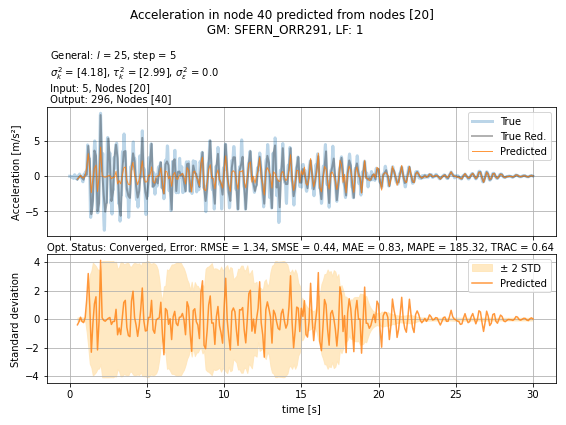 Acceleration in node 40 predicted from nodes [20]
GM: SFERN_ORR291, LF: 1
General: l = 25, step = 5
σ²ₖ = [4.18], τ²ₖ = [2.99], σ²ε = 0.0
Input: 5, Nodes [20]
Output: 296, Nodes [40]
Acceleration [m/s²]
5
0
−5
True
True Red.
Predicted
Opt. Status: Converged, Error: RMSE = 1.34, SMSE = 0.44, MAE = 0.83, MAPE = 185.32, TRAC = 0.64
Standard deviation
4
2
0
−2
−4
± 2 STD
Predicted
0 5 10 15 20 25 30
time [s]